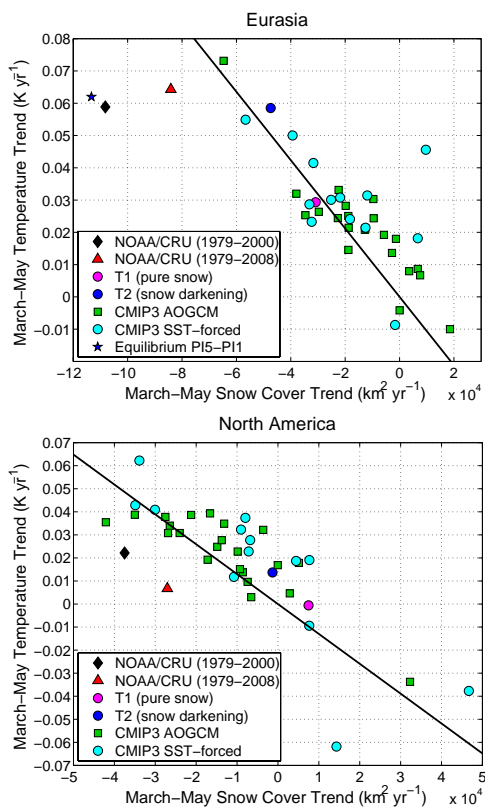 Eurasia
0.08
0.07
0.06
0.05
0.04
0.03
0.02
0.01
0
−0.01
March−May Temperature Trend (K yr⁻¹)
NOAA/CRU (1979−2000)
NOAA/CRU (1979−2008)
T1 (pure snow)
T2 (snow darkening)
CMIP3 AOGCM
CMIP3 SST−forced
Equilibrium PI5−PI1
−12 −10 −8 −6 −4 −2 0 2
March−May Snow Cover Trend (km² yr⁻¹) x 10⁴
North America
0.07
0.06
0.05
0.04
0.03
0.02
0.01
0
−0.01
−0.02
−0.03
−0.04
−0.05
−0.06
−0.07
March−May Temperature Trend (K yr⁻¹)
NOAA/CRU (1979−2000)
NOAA/CRU (1979−2008)
T1 (pure snow)
T2 (snow darkening)
CMIP3 AOGCM
CMIP3 SST−forced
−5 −4 −3 −2 −1 0 1 2 3 4 5
March−May Snow Cover Trend (km² yr⁻¹) x 10⁴